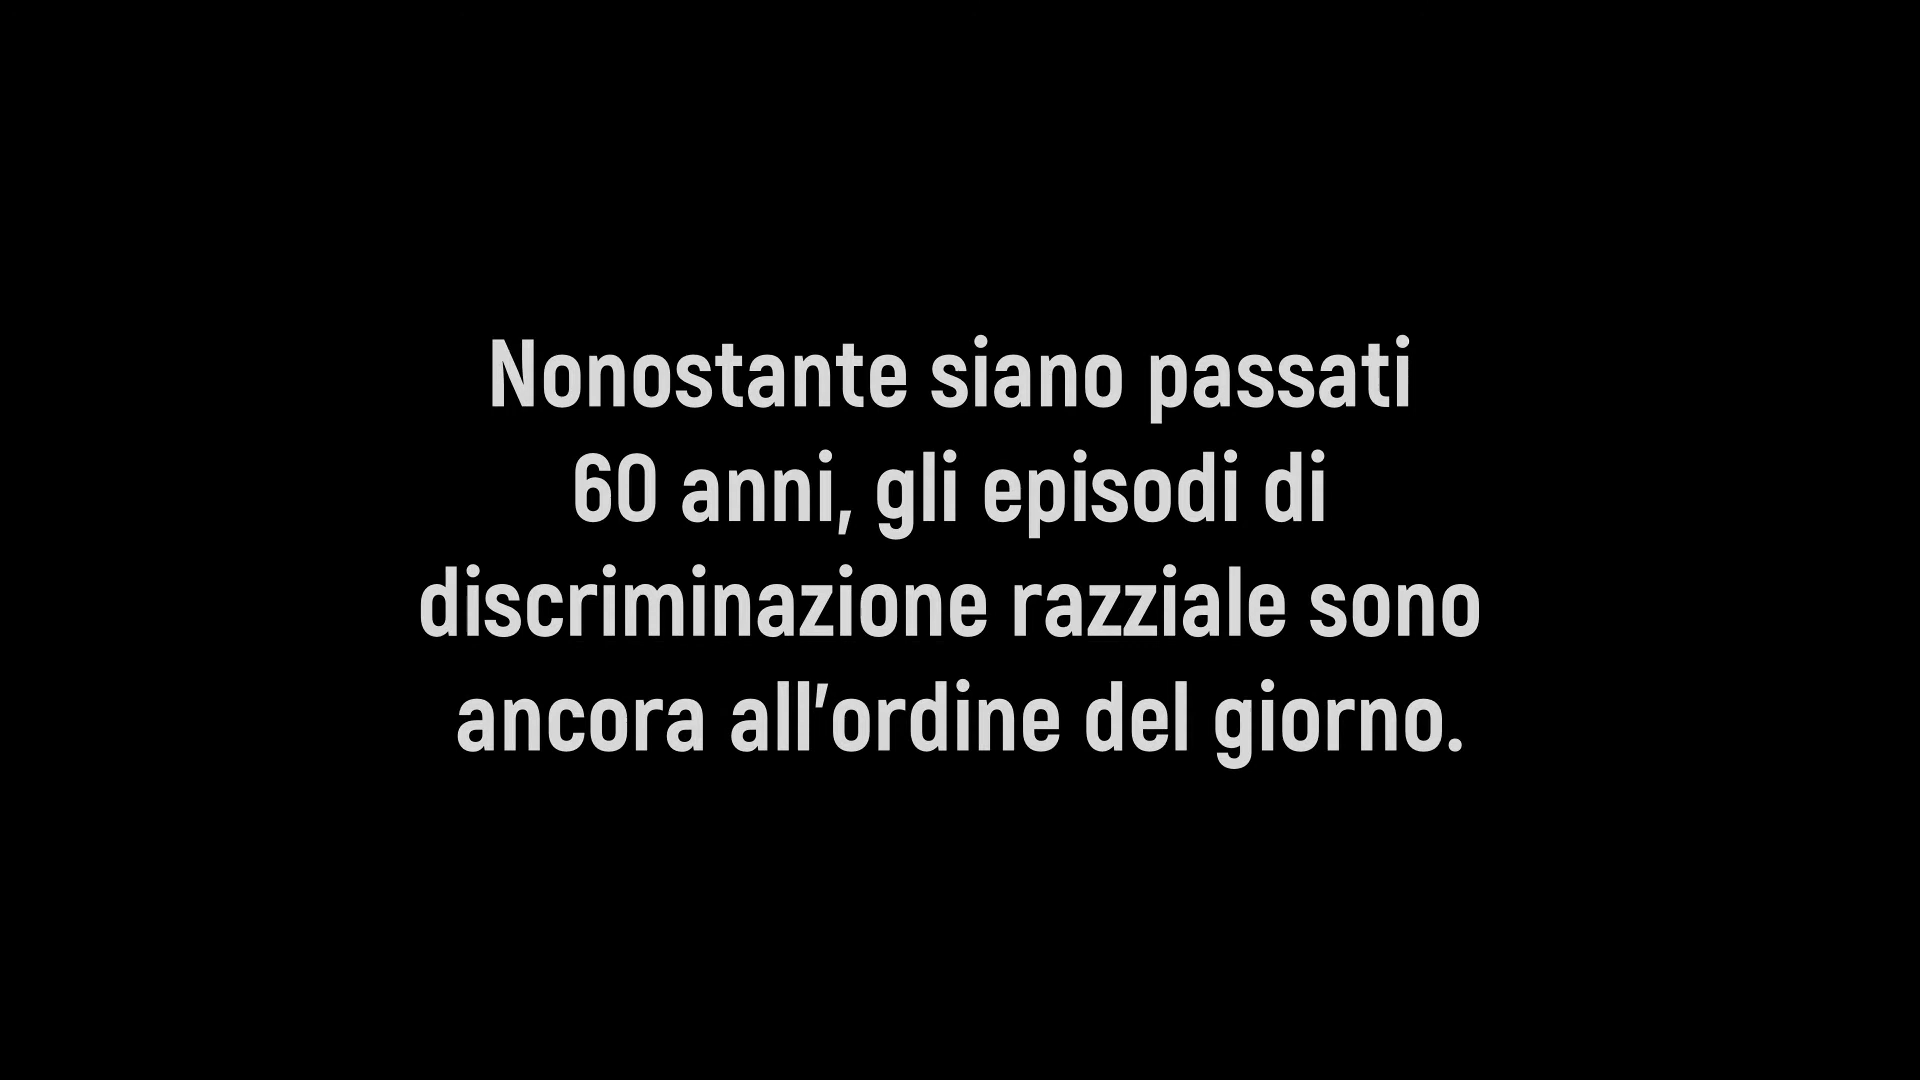 Nonostante siano passati
60 anni, gli episodi di
discriminazione razziale sono
ancora all'ordine del giorno.